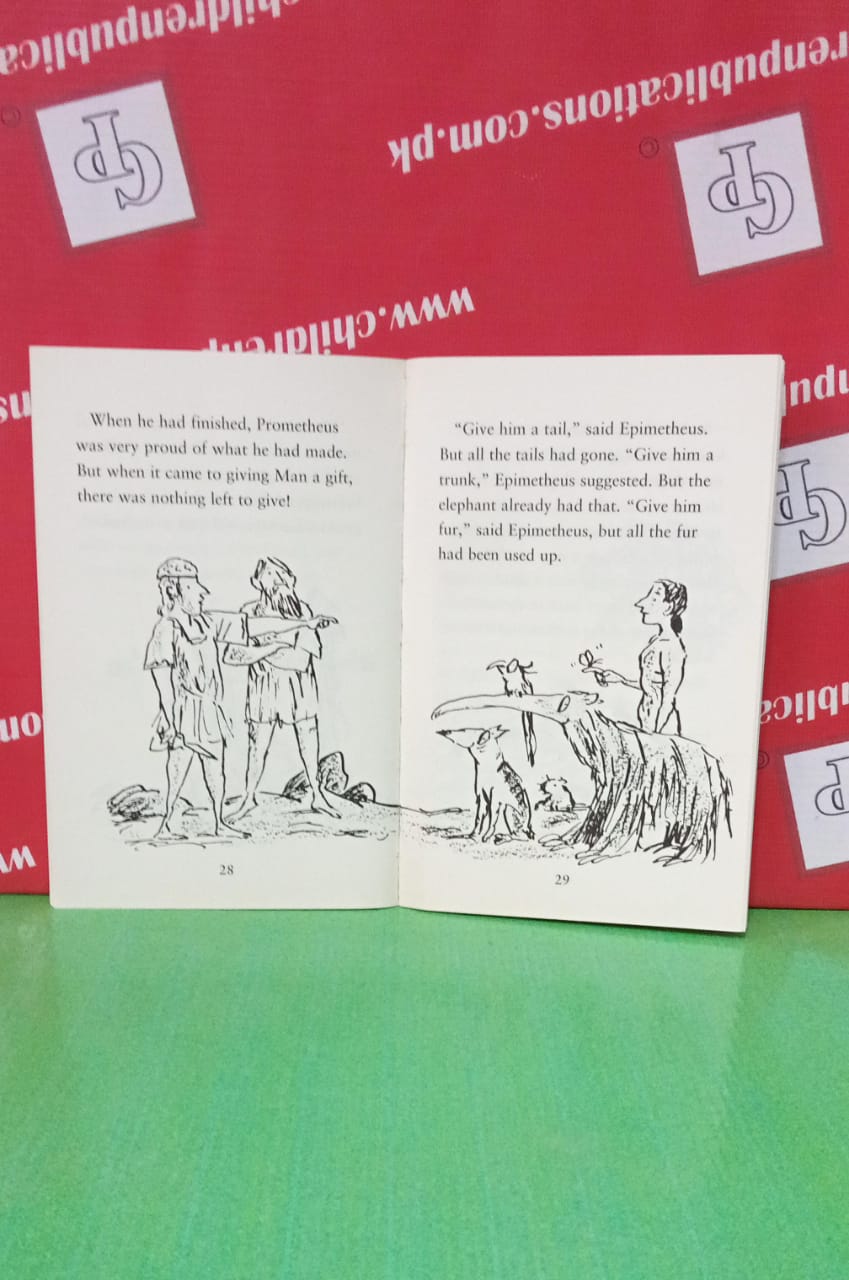 childrenpublica
renpublications.com.pk
www.childrenp
CP
CP
CP
When he had finished, Prometheus
was very proud of what he had made.
But when it came to giving Man a gift,
there was nothing left to give!
28
"Give him a tail," said Epimetheus.
But all the tails had gone. "Give him a
trunk," Epimetheus suggested. But the
elephant already had that. "Give him
fur," said Epimetheus, but all the fur
had been used up.
29